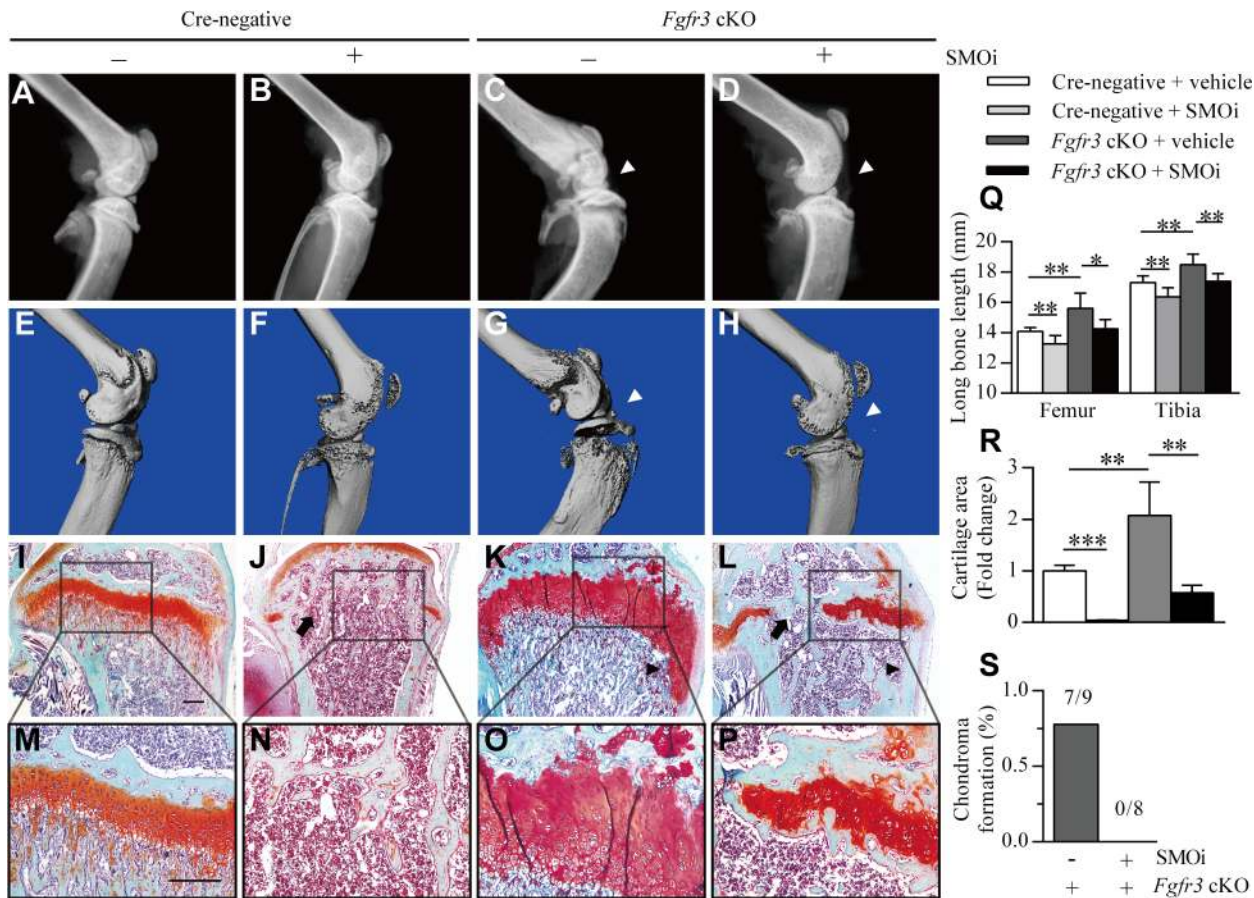 Cre-negative
Fgfr3 cKO
− + − + SMOi
A B C D
E F G H
I J K L
M N O P
Cre-negative + vehicle
Cre-negative + SMOi
Fgfr3 cKO + vehicle
Fgfr3 cKO + SMOi
Q
Long bone length (mm)
20
18
16
14
12
10
** ** * ** ** **
Femur Tibia
R
Cartilage area
(Fold change)
3
2
1
0
*** ** **
S
Chondroma
formation (%)
1.0
0.5
0.0
7/9
0/8
- + SMOi
+ + Fgfr3 cKO